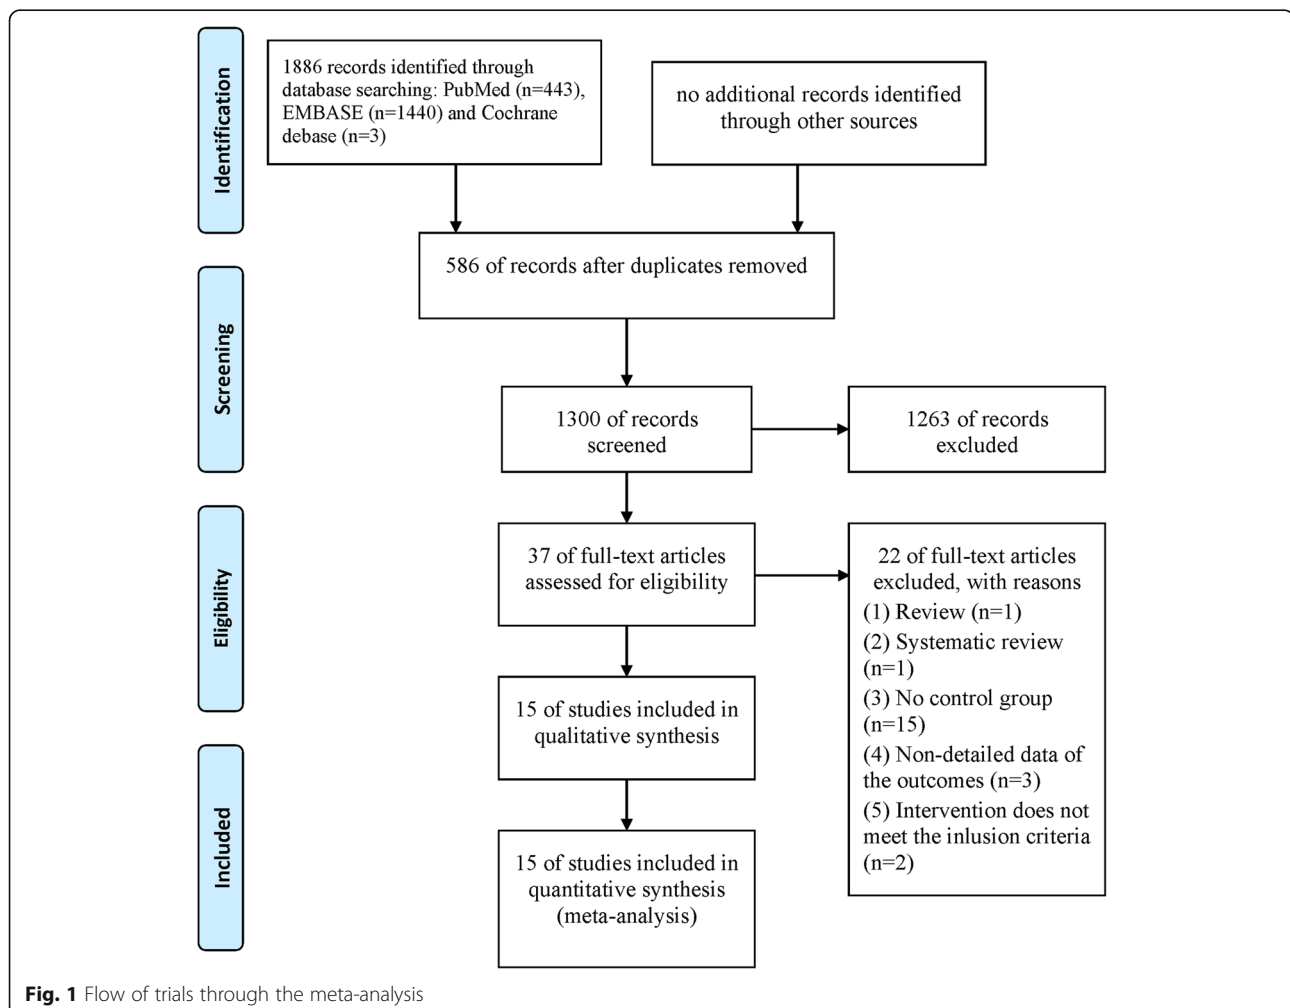 Identification
1886 records identified through
database searching: PubMed (n=443),
EMBASE (n=1440) and Cochrane
debase (n=3)
no additional records identified
through other sources
586 of records after duplicates removed
Screening
1300 of records
screened
1263 of records
excluded
Eligibility
37 of full-text articles
assessed for eligibility
22 of full-text articles
excluded, with reasons
(1) Review (n=1)
(2) Systematic review
(n=1)
(3) No control group
(n=15)
(4) Non-detailed data of
the outcomes (n=3)
(5) Intervention does not
meet the inlusion criteria
(n=2)
15 of studies included in
qualitative synthesis
Included
15 of studies included in
quantitative synthesis
(meta-analysis)
Fig. 1 Flow of trials through the meta-analysis